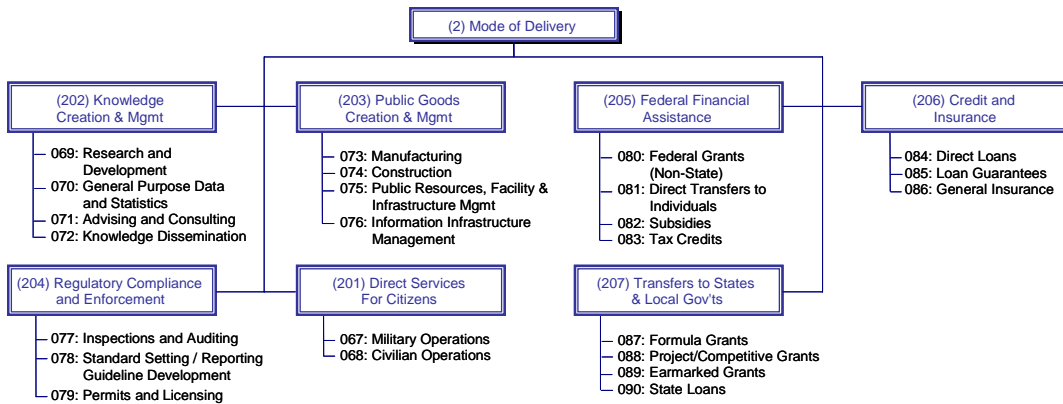 (2) Mode of Delivery
(202) Knowledge
Creation & Mgmt
069: Research and
Development
070: General Purpose Data
and Statistics
071: Advising and Consulting
072: Knowledge Dissemination
(203) Public Goods
Creation & Mgmt
073: Manufacturing
074: Construction
075: Public Resources, Facility &
Infrastructure Mgmt
076: Information Infrastructure
Management
(205) Federal Financial
Assistance
080: Federal Grants
(Non-State)
081: Direct Transfers to
Individuals
082: Subsidies
083: Tax Credits
(206) Credit and
Insurance
084: Direct Loans
085: Loan Guarantees
086: General Insurance
(204) Regulatory Compliance
and Enforcement
077: Inspections and Auditing
078: Standard Setting / Reporting
Guideline Development
079: Permits and Licensing
(201) Direct Services
For Citizens
067: Military Operations
068: Civilian Operations
(207) Transfers to States
& Local Gov'ts
087: Formula Grants
088: Project/Competitive Grants
089: Earmarked Grants
090: State Loans